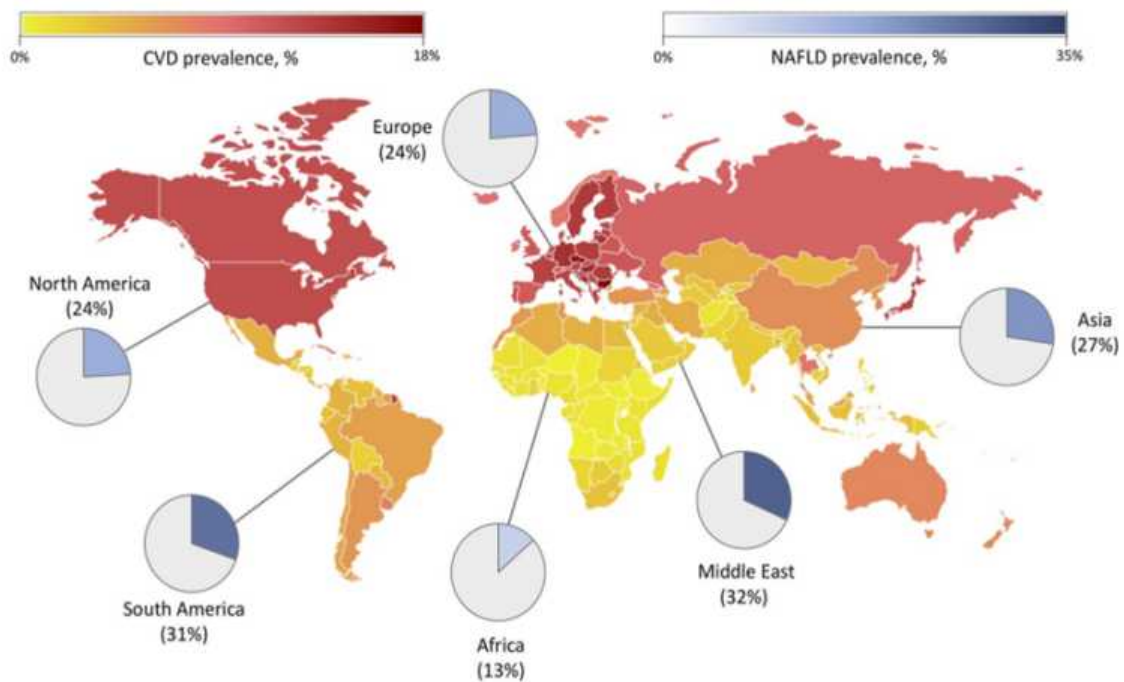 0%
CVD prevalence, %
18%
0%
NAFLD prevalence, %
35%
Europe
(24%)
North America
(24%)
Asia
(27%)
South America
(31%)
Africa
(13%)
Middle East
(32%)